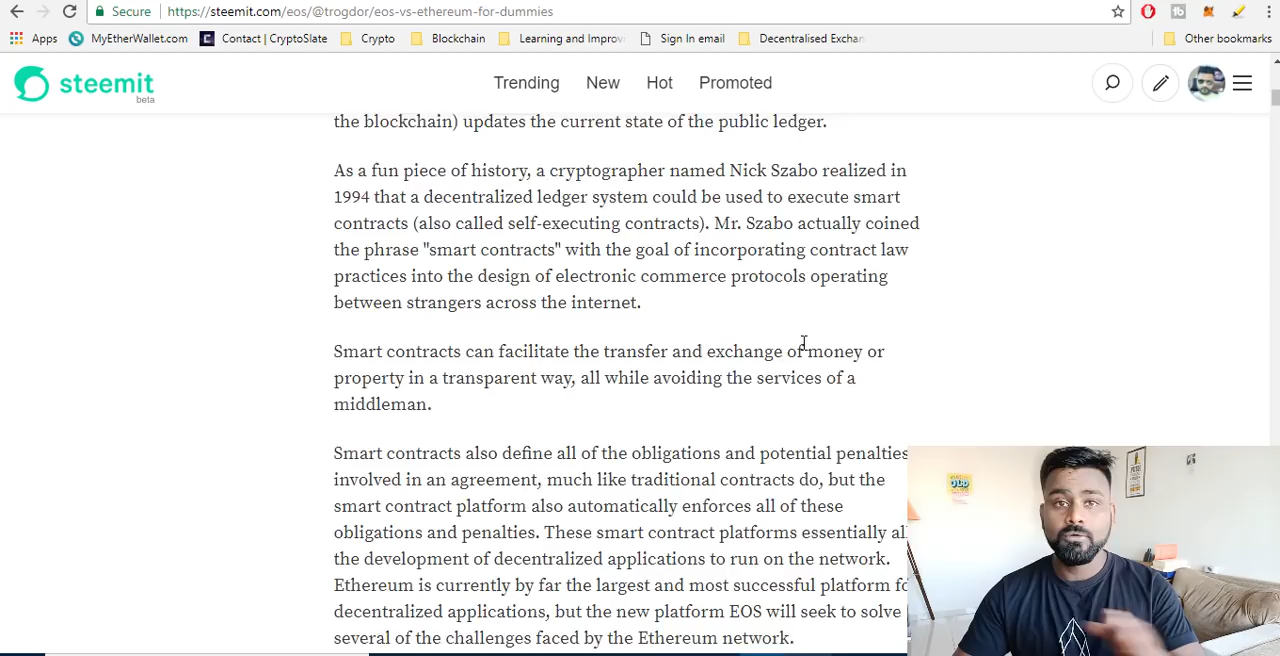 Secure
https://steemit.com/eos/@trogdor/eos-vs-ethereum-for-dummies
Apps
MyEtherWallet.com
Contact | CryptoSlate
Crypto
Blockchain
Learning and Improv
Sign In email
Decentralised Exchan
Other bookmarks
steemit
beta
Trending
New
Hot
Promoted
the blockchain) updates the current state of the public ledger.
As a fun piece of history, a cryptographer named Nick Szabo realized in
1994 that a decentralized ledger system could be used to execute smart
contracts (also called self-executing contracts). Mr. Szabo actually coined
the phrase "smart contracts" with the goal of incorporating contract law
practices into the design of electronic commerce protocols operating
between strangers across the internet.
Smart contracts can facilitate the transfer and exchange of money or
property in a transparent way, all while avoiding the services of a
middleman.
Smart contracts also define all of the obligations and potential penalties
involved in an agreement, much like traditional contracts do, but the
smart contract platform also automatically enforces all of these
obligations and penalties. These smart contract platforms essentially al
the development of decentralized applications to run on the network.
Ethereum is currently by far the largest and most successful platform fo
decentralized applications, but the new platform EOS will seek to solve
several of the challenges faced by the Ethereum network.
OLD